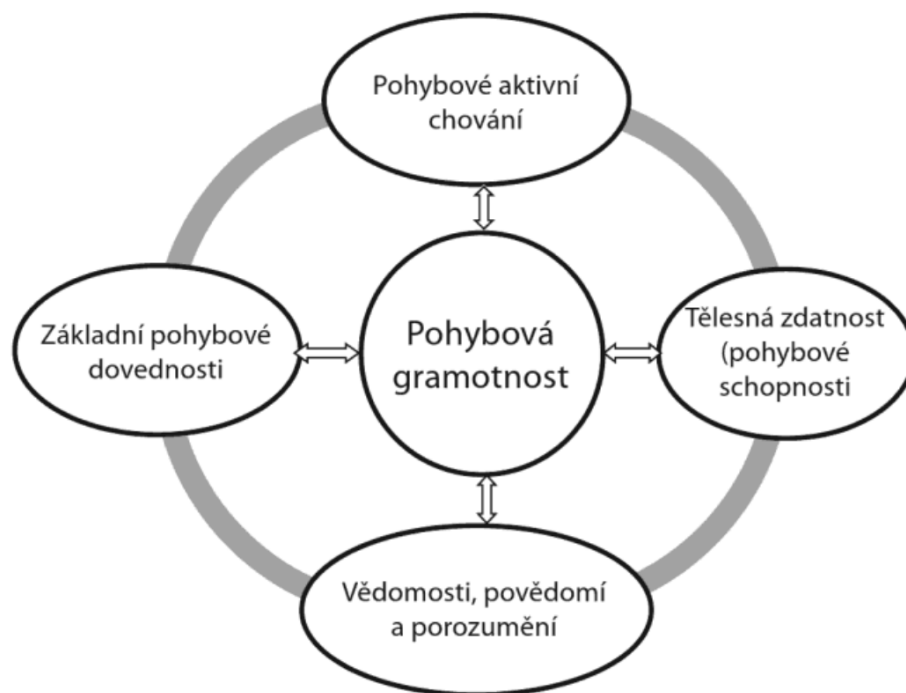 Pohybové aktivní
chování
Základní pohybové
dovednosti
Pohybová
gramotnost
Tělesná zdatnost
(pohybové
schopnosti
Vědomosti, povědomí
a porozumění